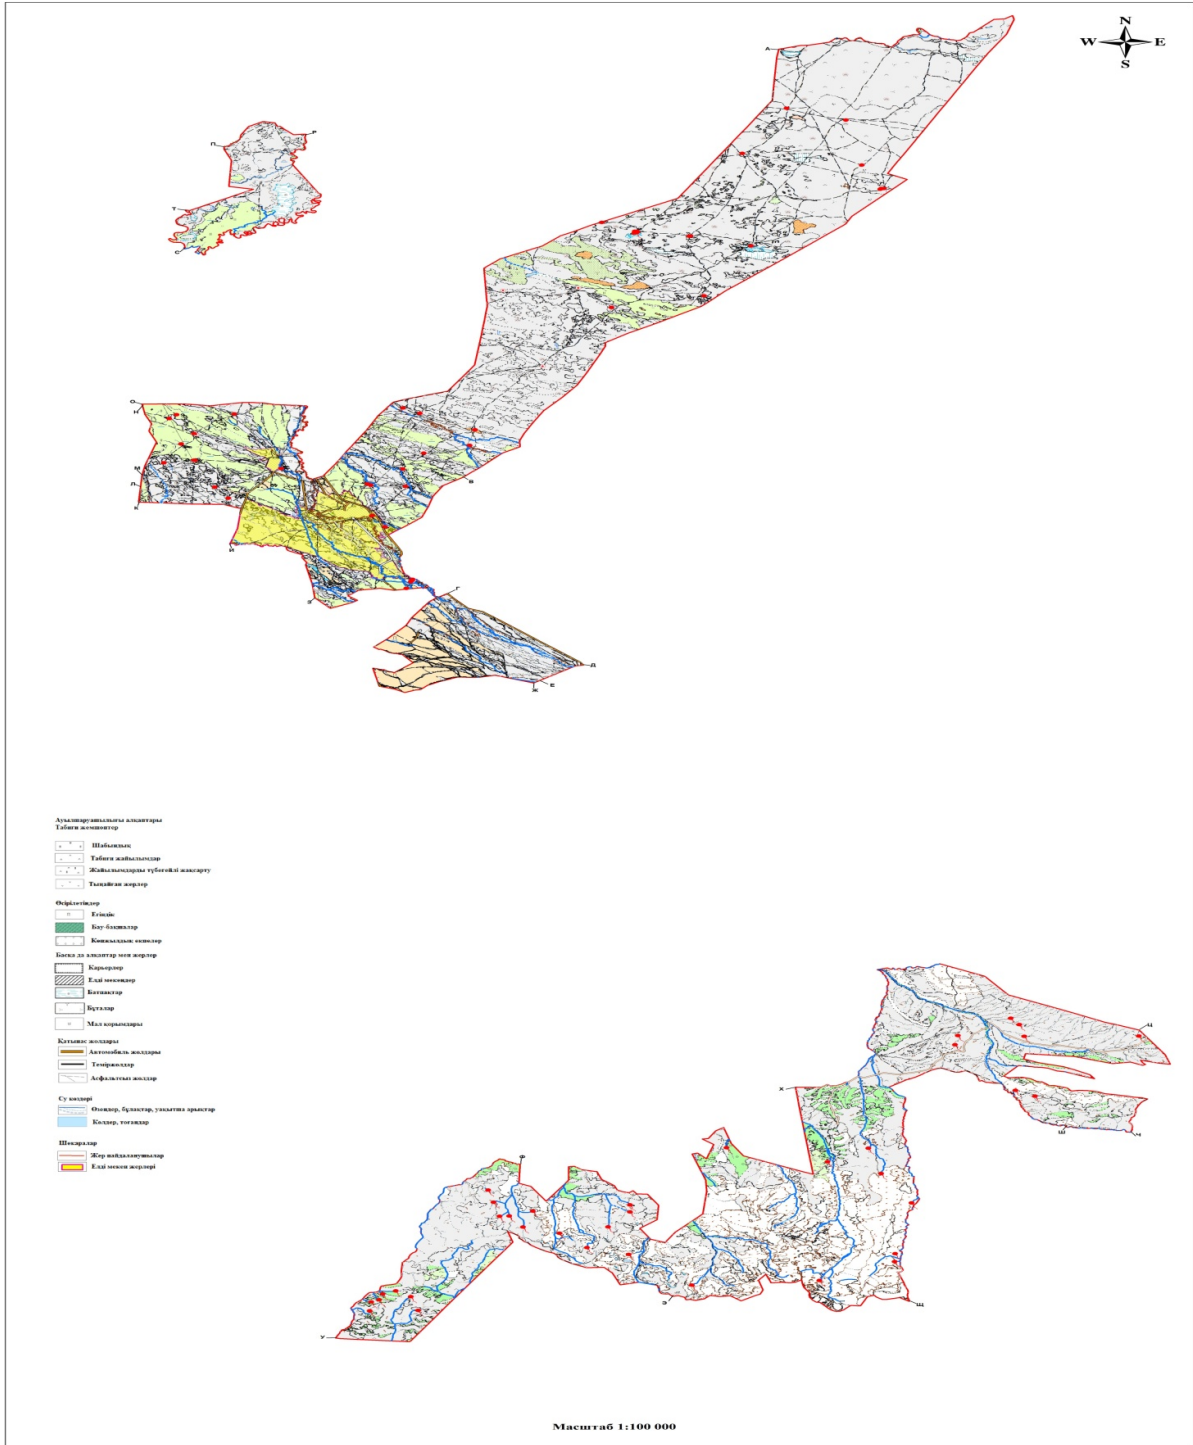 N
W E
S
А
П
Р
Т
С
О
Н
М
Л
К
В
И
З
Г
Д
Е
Ж
Ауылшаруашылығы алқаптары
Табиғи жемшөптер
Шабындық
Табиғи жайылымдар
Жайылымдарды түбегейлі жақсарту
Тыңайған жерлер
Өсірілетіндер
Егіндік
Бау-бақшалар
Көпжылдық екпелер
Басқа да алқаптар мен жерлер
Карьерлер
Елді мекендер
Батпақтар
Бұталар
Мал қорымдары
Қатынас жолдары
Автомобиль жолдары
Теміржолдар
Асфальтсыз жолдар
Су көздері
Өзендер, бұлақтар, уақытша арықтар
Көлдер, тоғандар
Шекаралар
Жер пайдаланушылар
Елді мекен жерлері
Ц
Х
Ш
Ч
Ф
Э
Щ
У
Масштаб 1:100 000